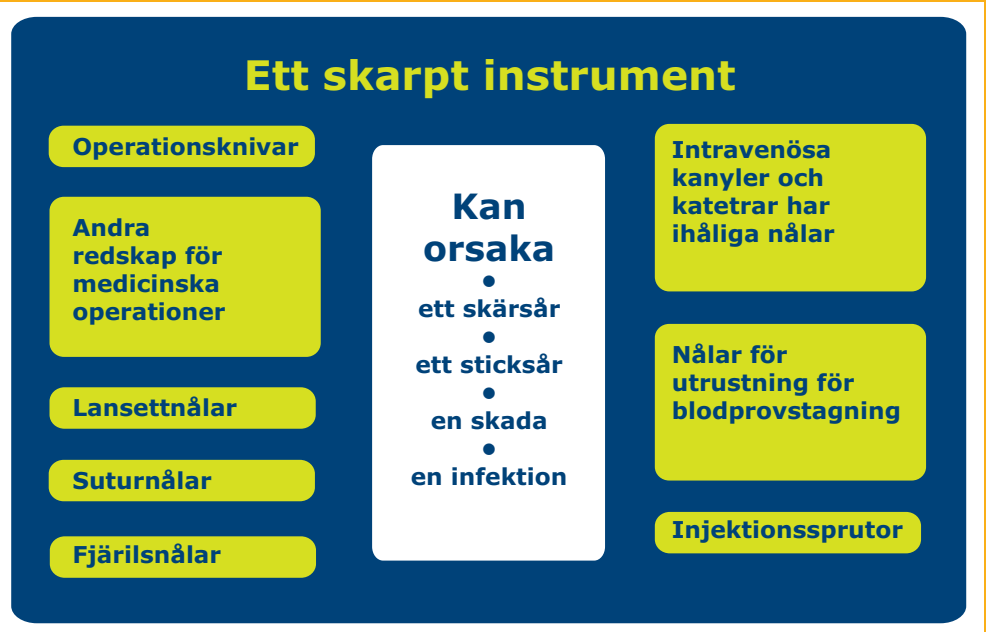 Ett skarpt instrument
Operationsknivar
Andra
redskap för
medicinska
operationer
Lansettnålar
Suturnålar
Fjärilsnålar
Kan
orsaka
•
ett skärsår
•
ett sticksår
•
en skada
•
en infektion
Intravenösa
kanyler och
katetrar har
ihåliga nålar
Nålar för
utrustning för
blodprovstagning
Injektionssprutor